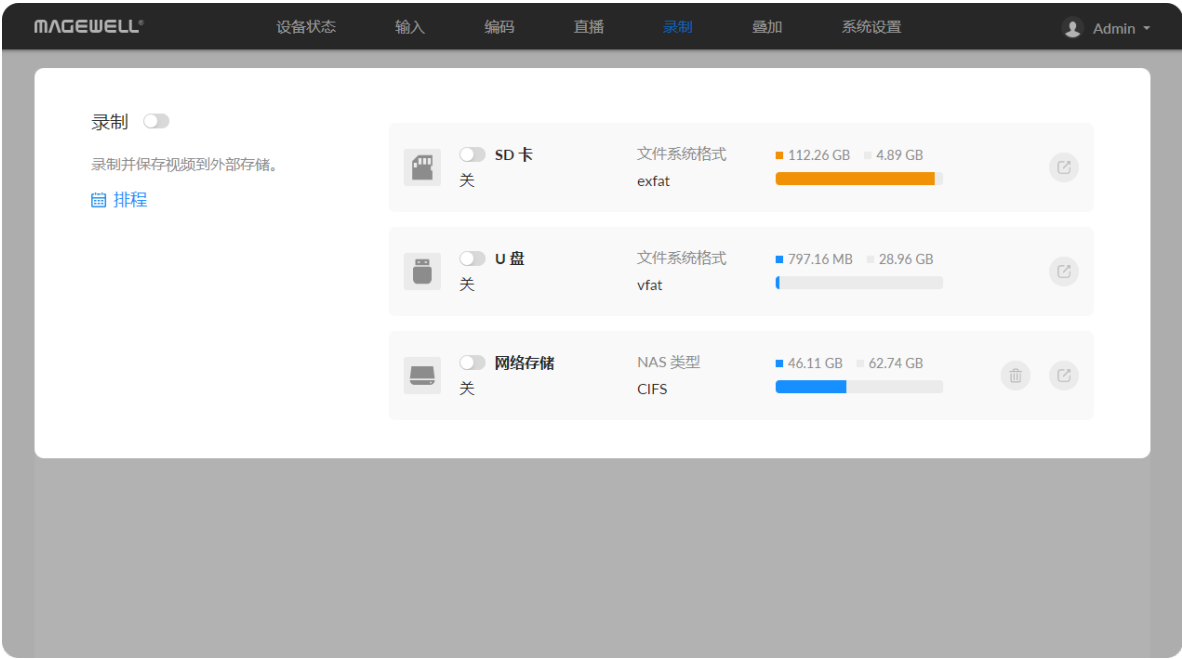 MAGEWELL®
设备状态 输入 编码 直播 录制 叠加 系统设置 Admin
录制
录制并保存视频到外部存储。
排程
SD 卡
关
文件系统格式
exfat
112.26 GB 4.89 GB
U 盘
关
文件系统格式
vfat
797.16 MB 28.96 GB
网络存储
关
NAS 类型
CIFS
46.11 GB 62.74 GB